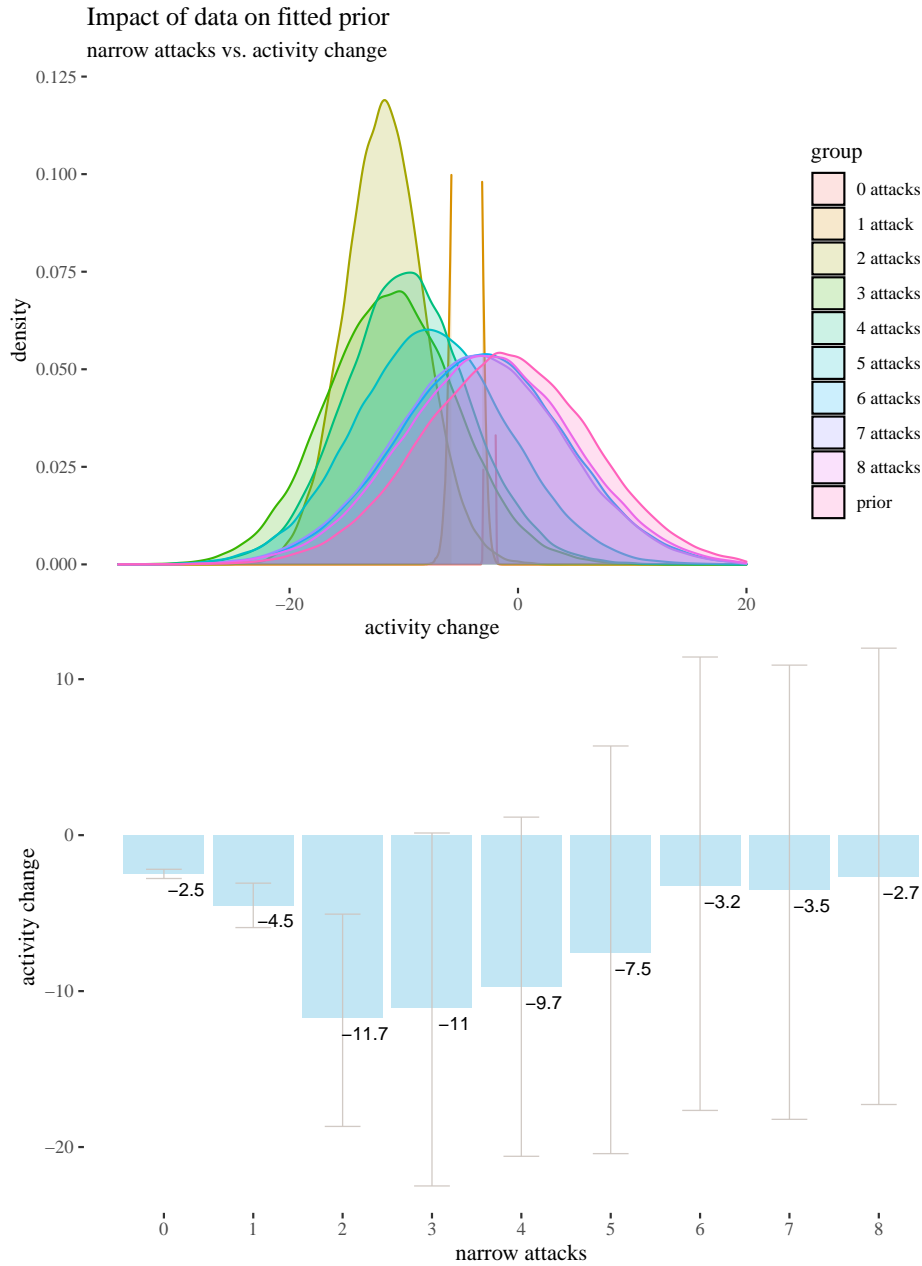 Impact of data on fitted prior
narrow attacks vs. activity change
0.125
0.100
0.075
0.050
0.025
0.000
density
−20
0
20
activity change
group
0 attacks
1 attack
2 attacks
3 attacks
4 attacks
5 attacks
6 attacks
7 attacks
8 attacks
prior
10
0
−10
−20
activity change
−2.5
−4.5
−11.7
−11
−9.7
−7.5
−3.2
−3.5
−2.7
0
1
2
3
4
5
6
7
8
narrow attacks